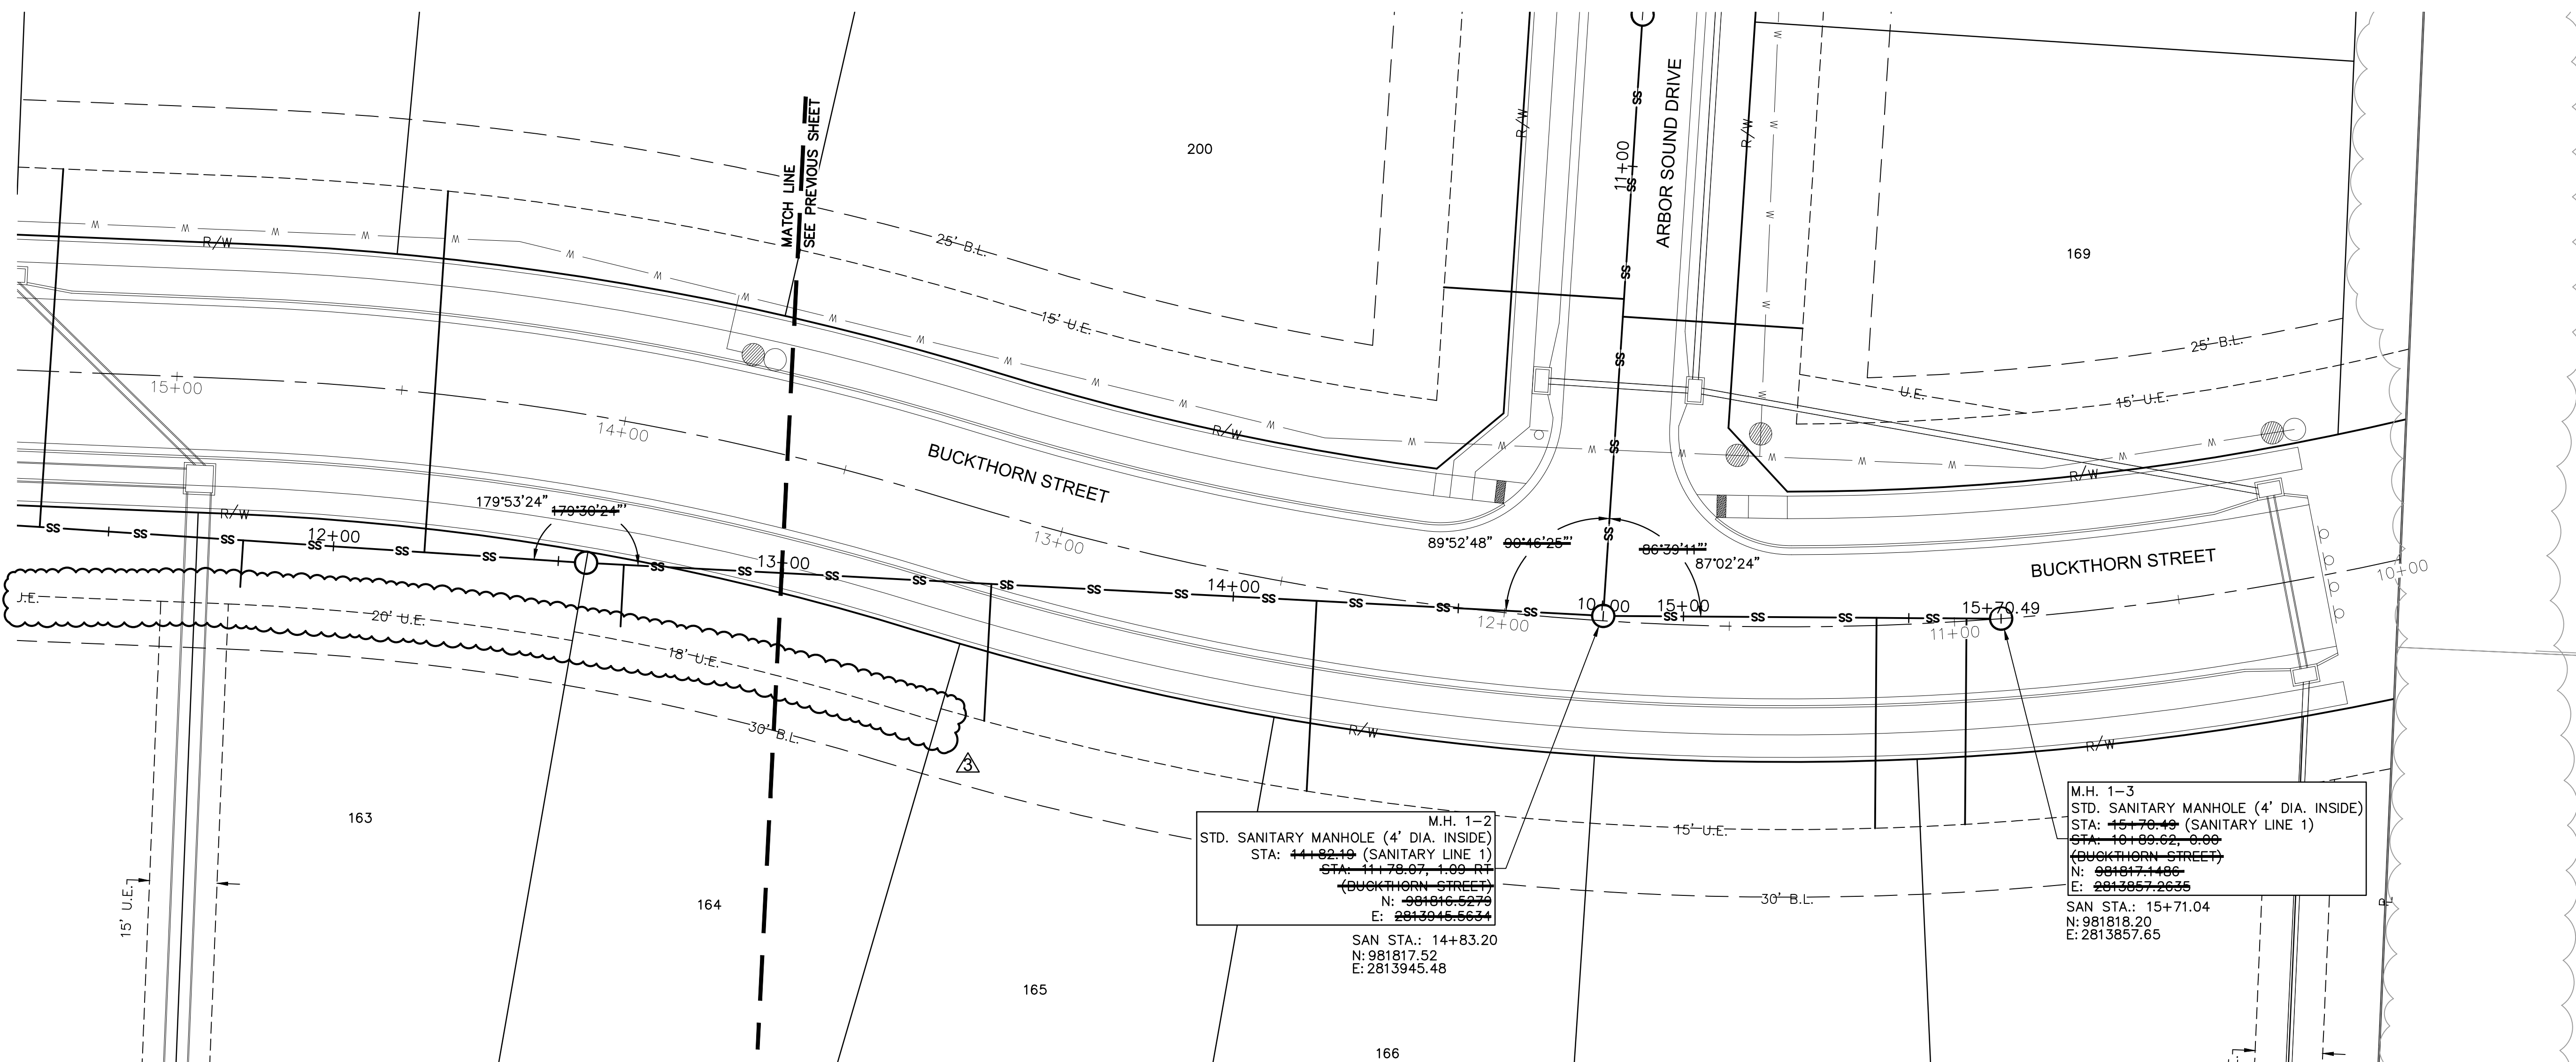 200
169
ARBOR SOUND DRIVE
11+00
MATCH LINE
SEE PREVIOUS SHEET
R/W
R/W
R/W
25' B.L.
15' U.E.
R/W
25' B.L.
15' U.E.
U.E.
R/W
15+00
14+00
13+00
12+00
11+00
10+00
BUCKTHORN STREET
BUCKTHORN STREET
R/W
179°53'24" 179°30'24"
12+00
13+00
14+00
15+00
15+70.49
89°52'48" 90°46'25"
86°39'11"
87°02'24"
SS
W
20' U.E.
18' U.E.
30' B.L.
3
R/W
R/W
15' U.E.
30' B.L.
15' U.E.
163
164
165
166
M.H. 1-2
STD. SANITARY MANHOLE (4' DIA. INSIDE)
STA: 14+82.19 (SANITARY LINE 1)
STA: 11+78.07, 1.09 RT
(BUCKTHORN STREET)
N: 981816.5279
E: 2813945.5634
SAN STA.: 14+83.20
N: 981817.52
E: 2813945.48
M.H. 1-3
STD. SANITARY MANHOLE (4' DIA. INSIDE)
STA: 15+70.49 (SANITARY LINE 1)
STA: 10+89.62, 0.00
(BUCKTHORN STREET)
N: 981817.1486
E: 2813857.2635
SAN STA.: 15+71.04
N: 981818.20
E: 2813857.65